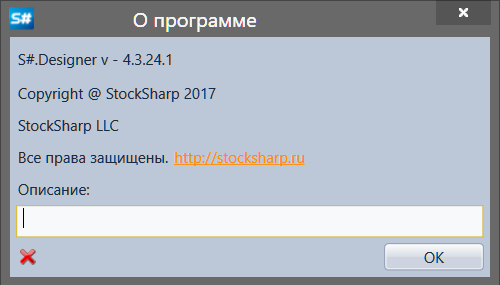 S# О программе
S#.Designer v - 4.3.24.1
Copyright @ StockSharp 2017
StockSharp LLC
Все права защищены. http://stocksharp.ru
Описание:
OK